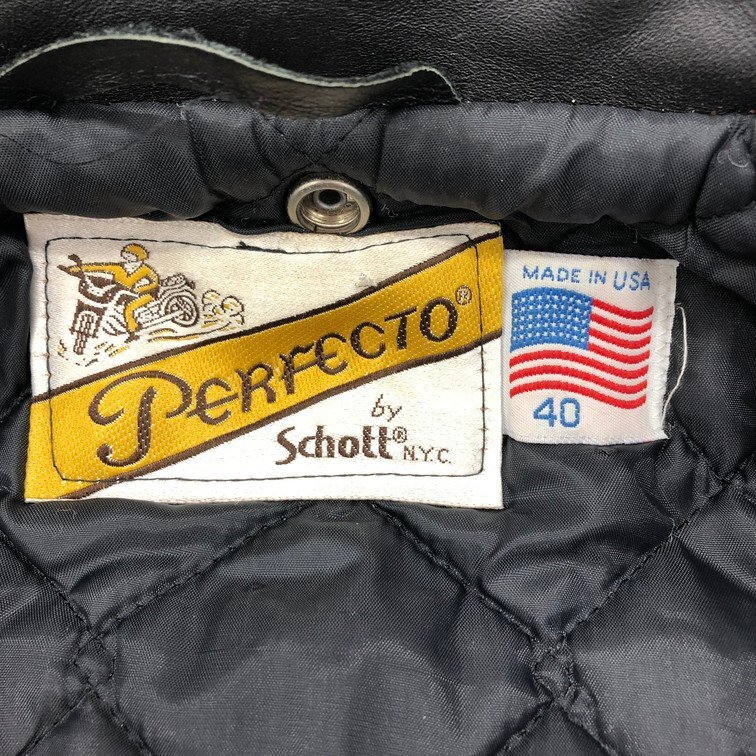 PERFECTO®
by
Schott® N.Y.C.
MADE IN USA
40